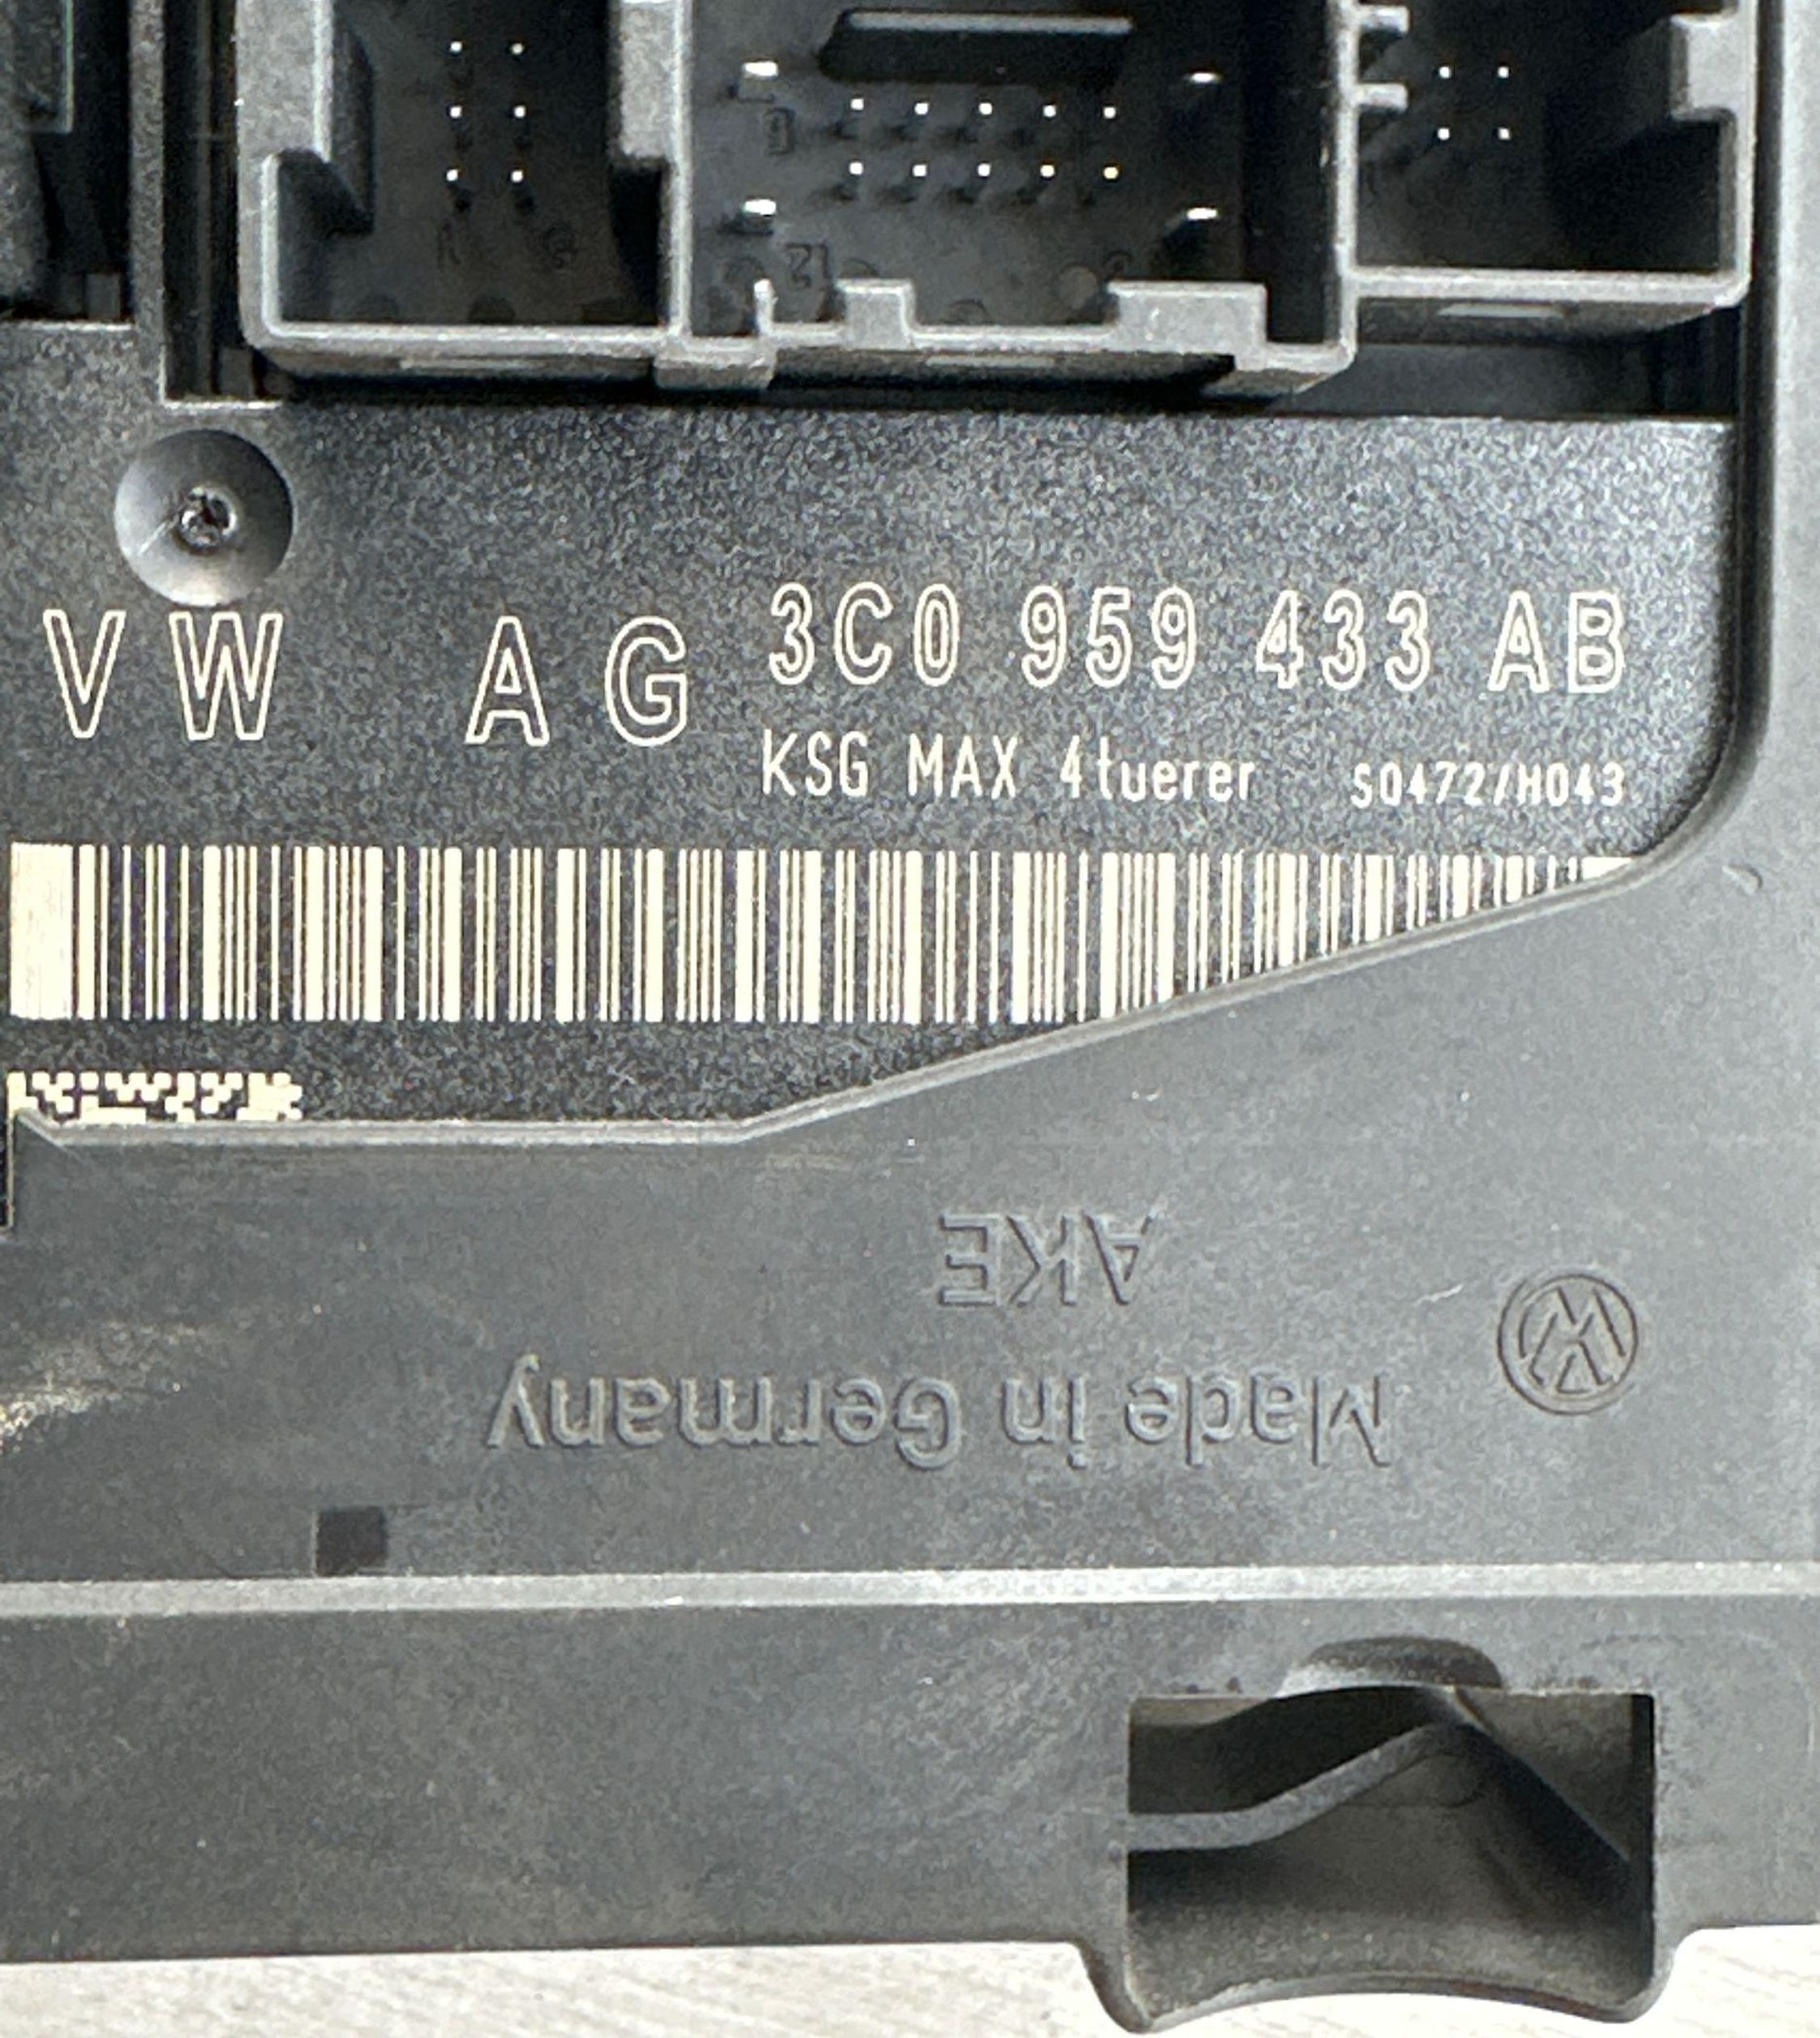 VW AG 3C0 959 433 AB
KSG MAX 4tuerer S0472/H043
AKE
Made in Germany